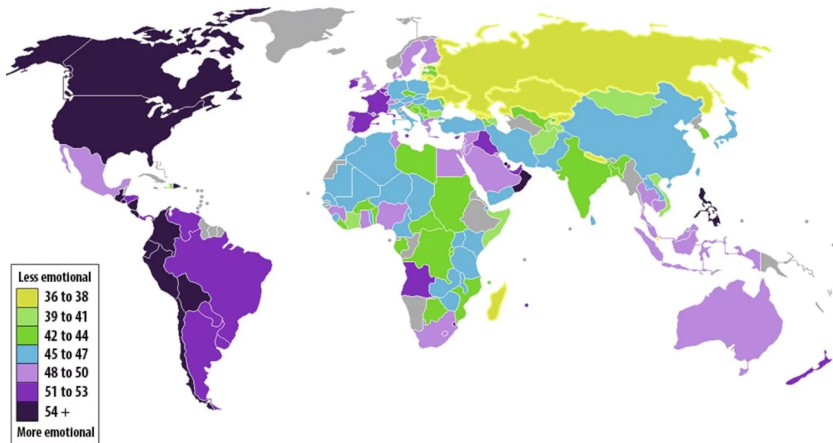 Less emotional
36 to 38
39 to 41
42 to 44
45 to 47
48 to 50
51 to 53
54 +
More emotional